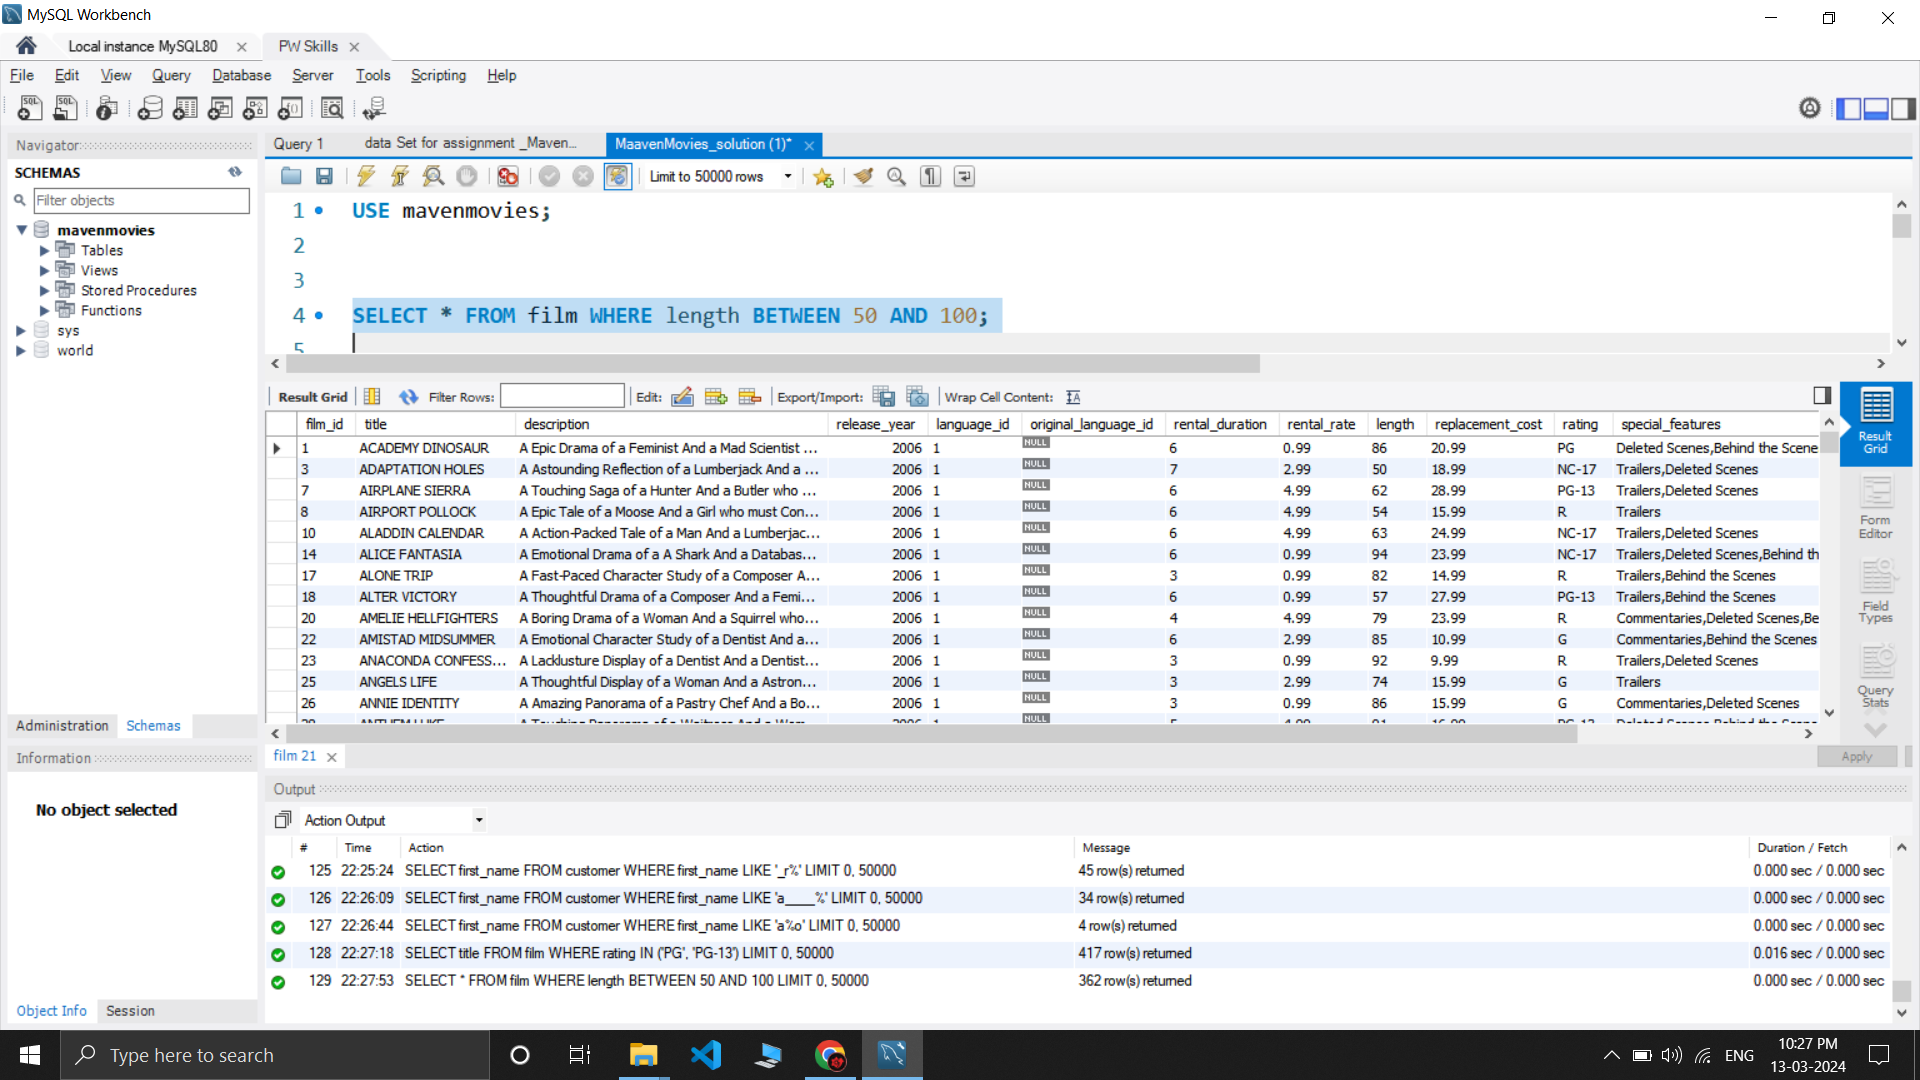 MySQL Workbench
Local instance MySQL80 PW Skills
File Edit View Query Database Server Tools Scripting Help
Navigator
SCHEMAS
Filter objects
mavenmovies
Tables
Views
Stored Procedures
Functions
sys
world
Administration Schemas
Information
No object selected
Object Info Session
Query 1 data Set for assignment _Maven... MaavenMovies_solution (1)*
Limit to 50000 rows
1 USE mavenmovies;
2
3
4 SELECT * FROM film WHERE length BETWEEN 50 AND 100;
5
Result Grid Filter Rows: Edit: Export/Import: Wrap Cell Content:
film_id title description release_year language_id original_language_id rental_duration rental_rate length replacement_cost rating special_features
1 ACADEMY DINOSAUR A Epic Drama of a Feminist And a Mad Scientist ... 2006 1 NULL 6 0.99 86 20.99 PG Deleted Scenes,Behind the Scene
3 ADAPTATION HOLES A Astounding Reflection of a Lumberjack And a ... 2006 1 NULL 7 2.99 50 18.99 NC-17 Trailers,Deleted Scenes
7 AIRPLANE SIERRA A Touching Saga of a Hunter And a Butler who ... 2006 1 NULL 6 4.99 62 28.99 PG-13 Trailers,Deleted Scenes
8 AIRPORT POLLOCK A Epic Tale of a Moose And a Girl who must Con... 2006 1 NULL 6 4.99 54 15.99 R Trailers
10 ALADDIN CALENDAR A Action-Packed Tale of a Man And a Lumberjac... 2006 1 NULL 6 4.99 63 24.99 NC-17 Trailers,Deleted Scenes
14 ALICE FANTASIA A Emotional Drama of a A Shark And a Databas... 2006 1 NULL 6 0.99 94 23.99 NC-17 Trailers,Deleted Scenes,Behind th
17 ALONE TRIP A Fast-Paced Character Study of a Composer A... 2006 1 NULL 3 0.99 82 14.99 R Trailers,Behind the Scenes
18 ALTER VICTORY A Thoughtful Drama of a Composer And a Femi... 2006 1 NULL 6 0.99 57 27.99 PG-13 Trailers,Behind the Scenes
20 AMELIE HELLFIGHTERS A Boring Drama of a Woman And a Squirrel who... 2006 1 NULL 4 4.99 79 23.99 R Commentaries,Deleted Scenes,Be
22 AMISTAD MIDSUMMER A Emotional Character Study of a Dentist And a... 2006 1 NULL 6 2.99 85 10.99 G Commentaries,Behind the Scenes
23 ANACONDA CONFESS... A Lacklusture Display of a Dentist And a Dentist... 2006 1 NULL 3 0.99 92 9.99 R Trailers,Deleted Scenes
25 ANGELS LIFE A Thoughtful Display of a Woman And a Astron... 2006 1 NULL 3 2.99 74 15.99 G Trailers
26 ANNIE IDENTITY A Amazing Panorama of a Pastry Chef And a Bo... 2006 1 NULL 3 0.99 86 15.99 G Commentaries,Deleted Scenes
NULL
Result Grid
Form Editor
Field Types
Query Stats
film 21 Apply
Output
Action Output
# Time Action Message Duration / Fetch
125 22:25:24 SELECT first_name FROM customer WHERE first_name LIKE '_r%' LIMIT 0, 50000 45 row(s) returned 0.000 sec / 0.000 sec
126 22:26:09 SELECT first_name FROM customer WHERE first_name LIKE 'a____%' LIMIT 0, 50000 34 row(s) returned 0.000 sec / 0.000 sec
127 22:26:44 SELECT first_name FROM customer WHERE first_name LIKE 'a%o' LIMIT 0, 50000 4 row(s) returned 0.000 sec / 0.000 sec
128 22:27:18 SELECT title FROM film WHERE rating IN ('PG', 'PG-13') LIMIT 0, 50000 417 row(s) returned 0.016 sec / 0.000 sec
129 22:27:53 SELECT * FROM film WHERE length BETWEEN 50 AND 100 LIMIT 0, 50000 362 row(s) returned 0.000 sec / 0.000 sec
Type here to search
ENG
10:27 PM
13-03-2024